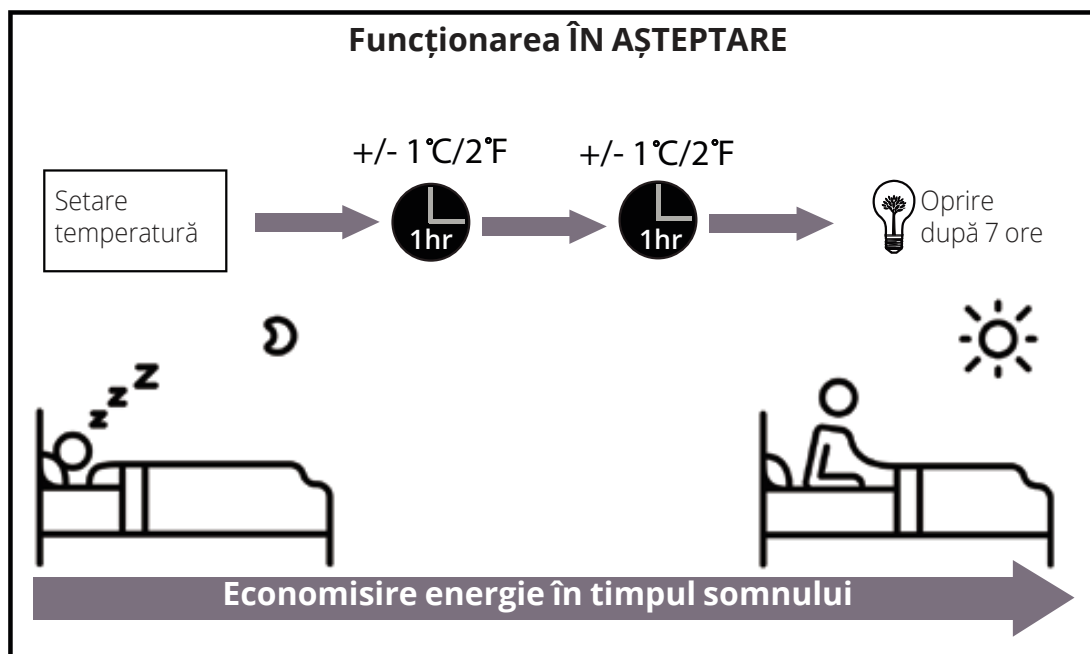 Funcționarea ÎN AȘTEPTARE
+/- 1°C/2°F
+/- 1°C/2°F
Setare
temperatură
1hr
1hr
Oprire
după 7 ore
z z Z
Economisire energie în timpul somnului